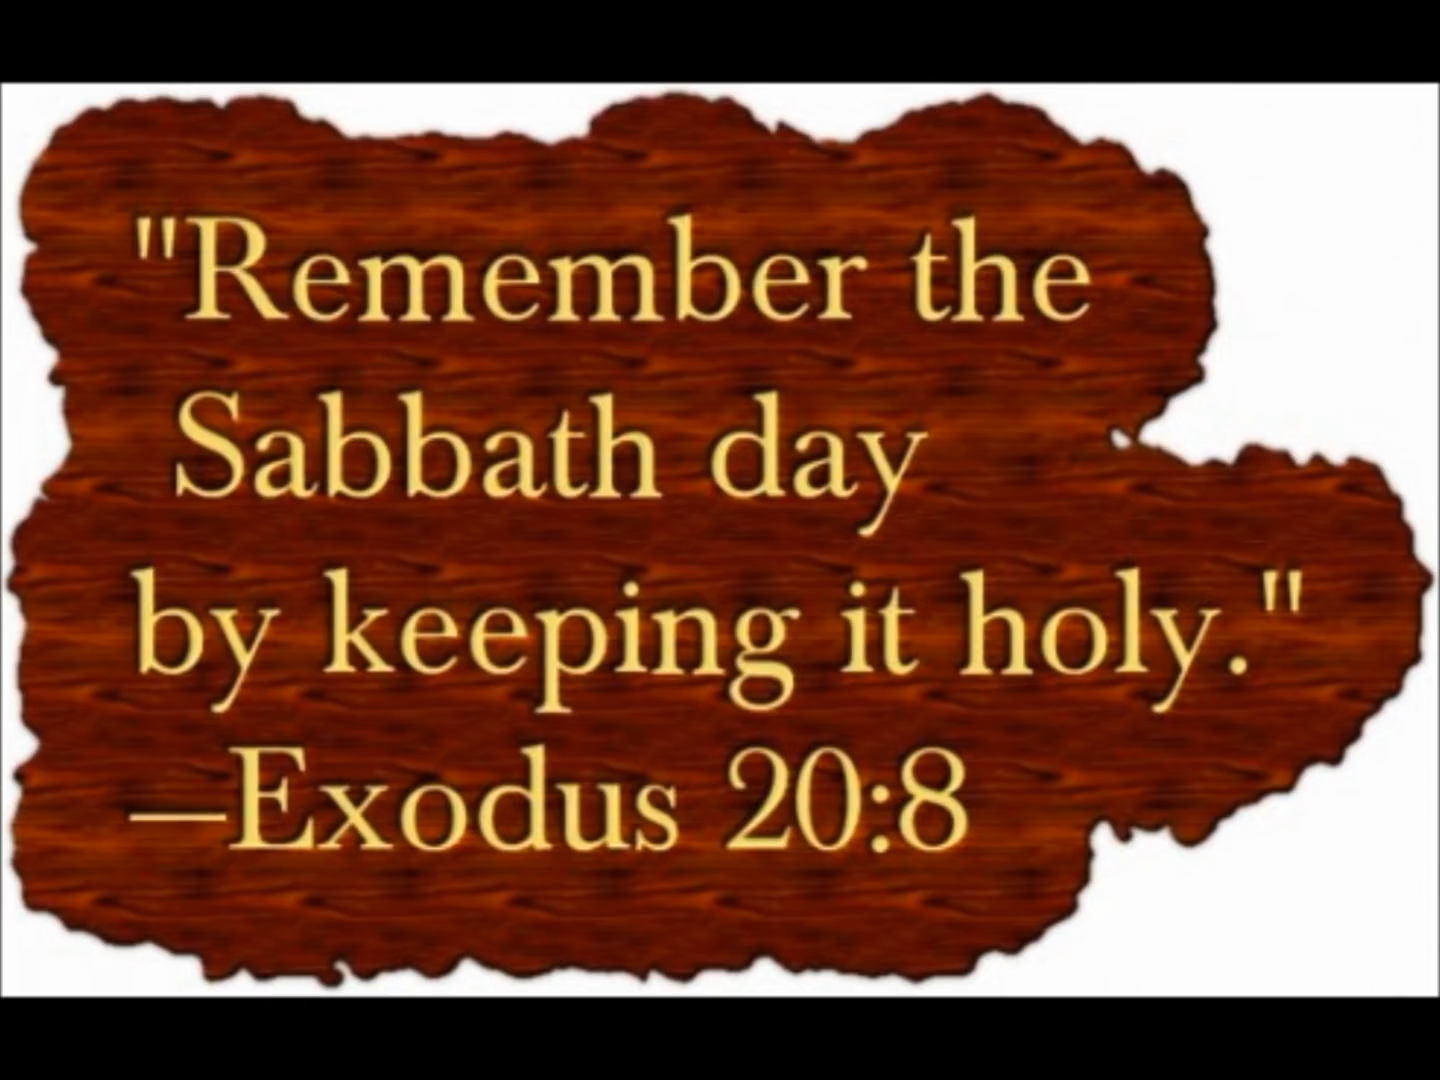 "Remember the
Sabbath day
by keeping it holy."
—Exodus 20:8